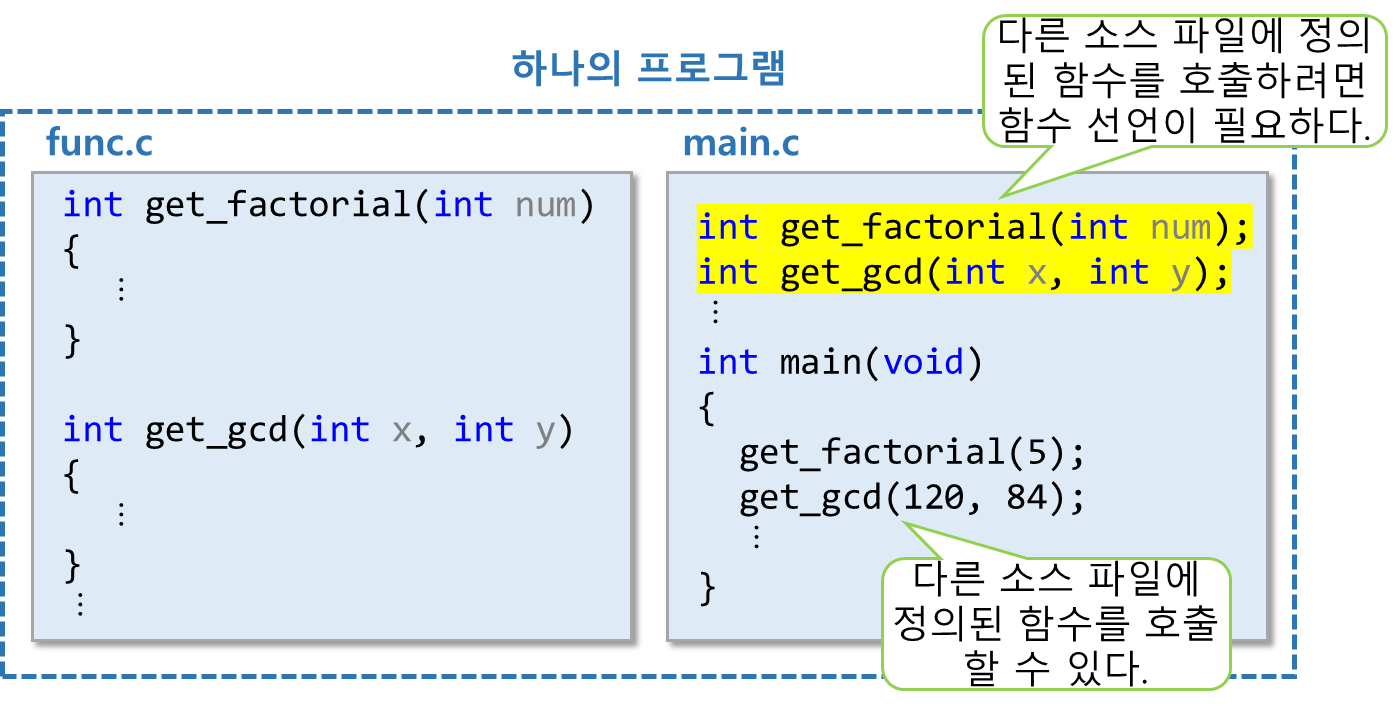 하나의 프로그램
다른 소스 파일에 정의
된 함수를 호출하려면
함수 선언이 필요하다.
func.c
int get_factorial(int num)
{
⋮
}
int get_gcd(int x, int y)
{
⋮
}
⋮
main.c
int get_factorial(int num);
int get_gcd(int x, int y);
⋮
int main(void)
{
get_factorial(5);
get_gcd(120, 84);
⋮
}
다른 소스 파일에
정의된 함수를 호출
할 수 있다.